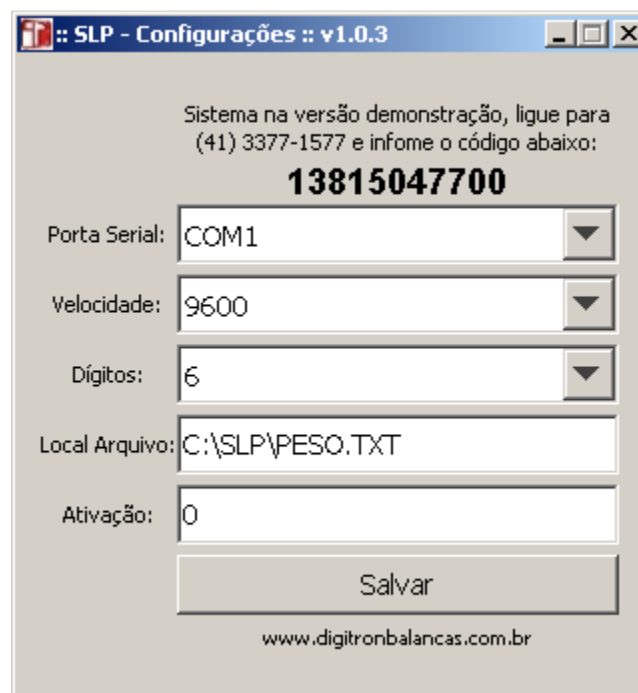 :: SLP - Configurações :: v1.0.3
Sistema na versão demonstração, ligue para
(41) 3377-1577 e infome o código abaixo:
13815047700
Porta Serial: COM1
Velocidade: 9600
Dígitos: 6
Local Arquivo: C:\SLP\PESO.TXT
Ativação: 0
Salvar
www.digitronbalancas.com.br